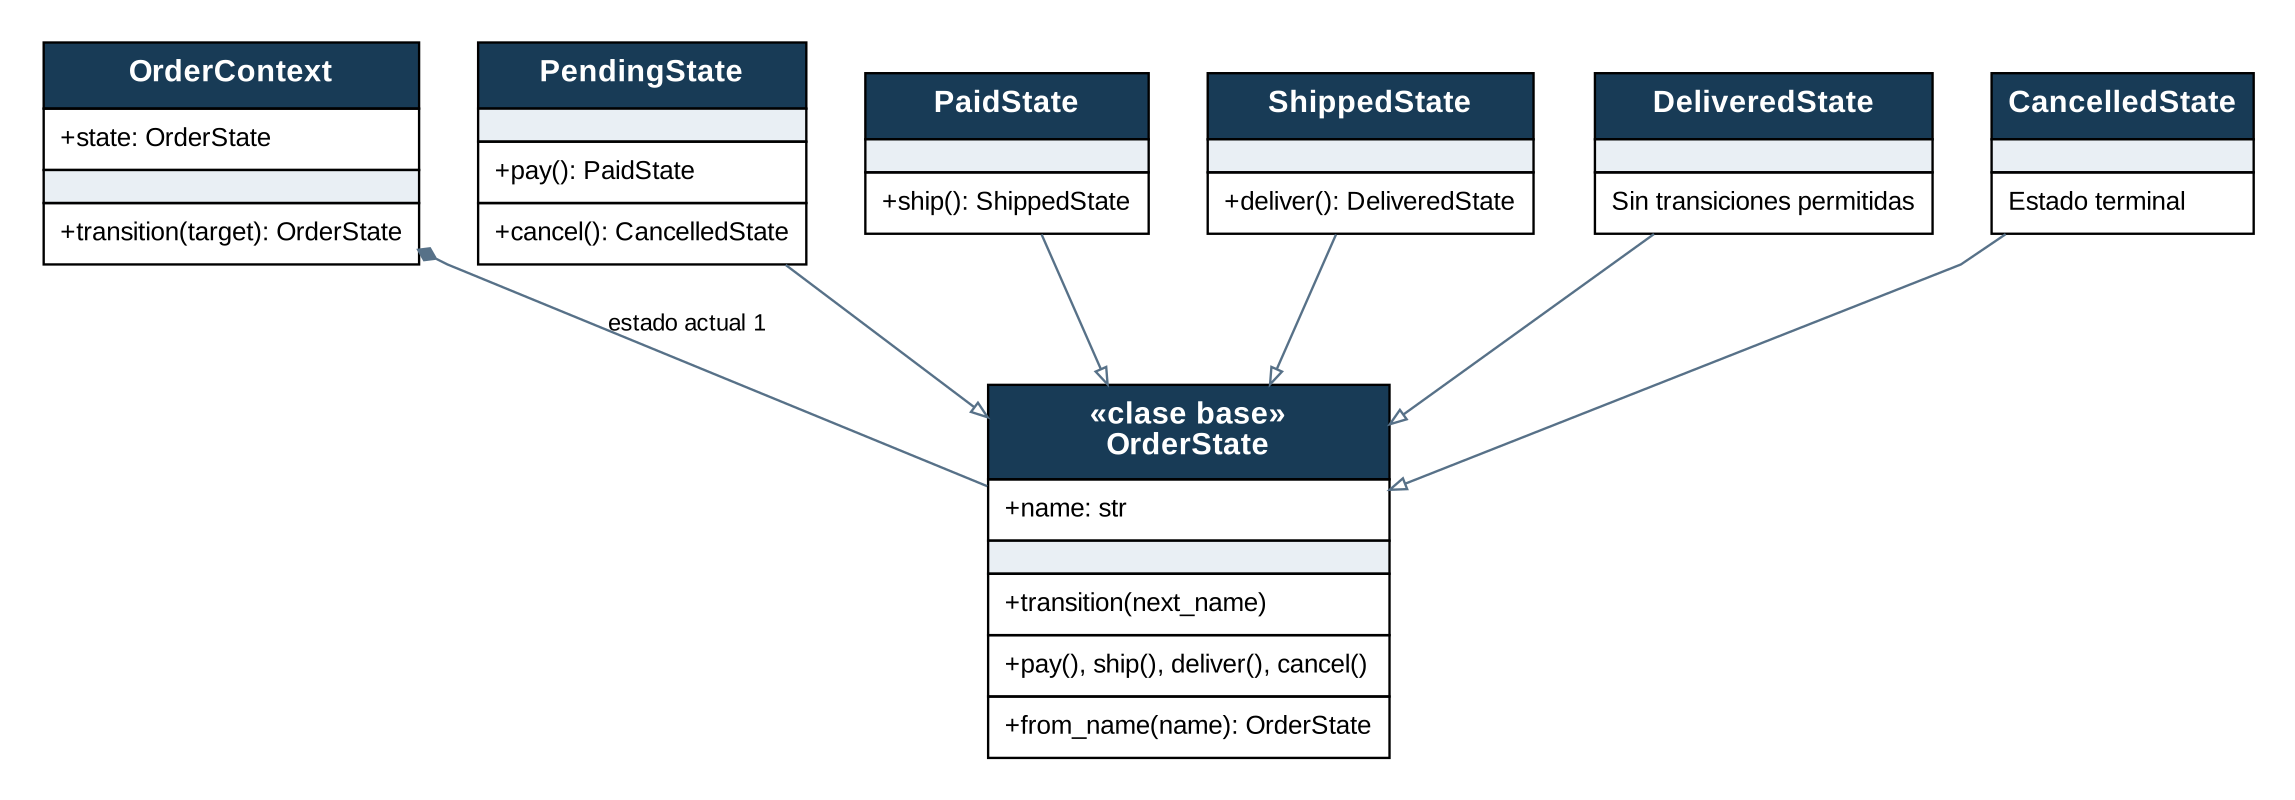 OrderContext
+state: OrderState
+transition(target): OrderState
PendingState
+pay(): PaidState
+cancel(): CancelledState
PaidState
+ship(): ShippedState
ShippedState
+deliver(): DeliveredState
DeliveredState
Sin transiciones permitidas
CancelledState
Estado terminal
estado actual 1
«clase base»
OrderState
+name: str
+transition(next_name)
+pay(), ship(), deliver(), cancel()
+from_name(name): OrderState